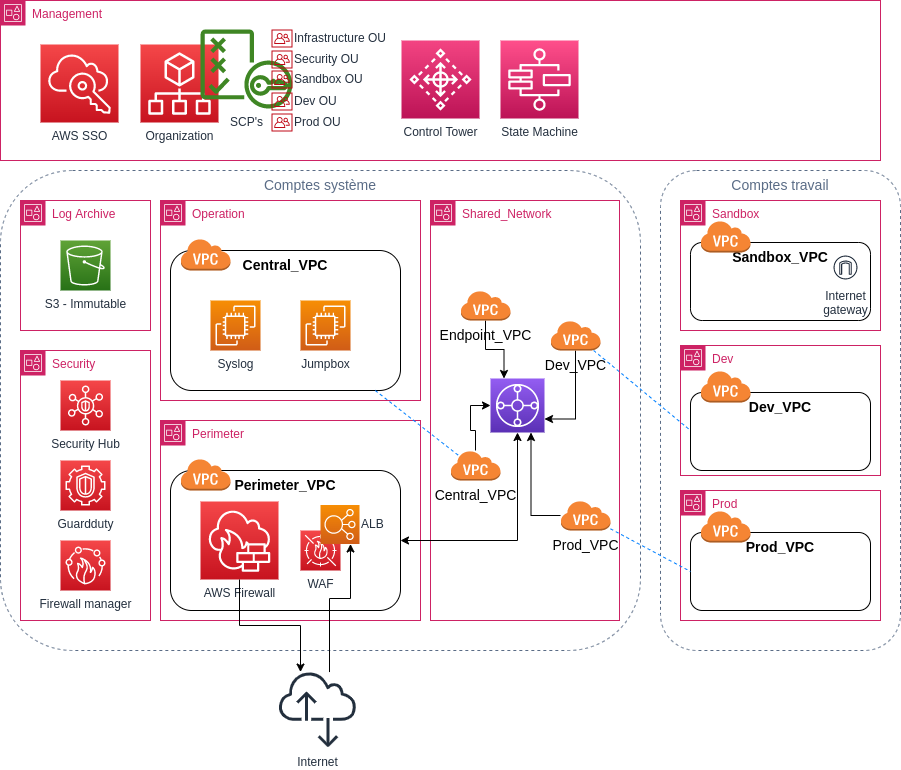 Management
Infrastructure OU
Security OU
Sandbox OU
Dev OU
Prod OU
SCP's
AWS SSO
Organization
Control Tower
State Machine
Comptes système
Comptes travail
Log Archive
S3 - Immutable
Operation
VPC
Central_VPC
Syslog
Jumpbox
Shared_Network
VPC
Endpoint_VPC
VPC
Dev_VPC
VPC
Central_VPC
VPC
Prod_VPC
Security
Security Hub
Guardduty
Firewall manager
Perimeter
VPC
Perimeter_VPC
ALB
WAF
AWS Firewall
Internet
Sandbox
VPC
Sandbox_VPC
Internet
gateway
Dev
VPC
Dev_VPC
Prod
VPC
Prod_VPC